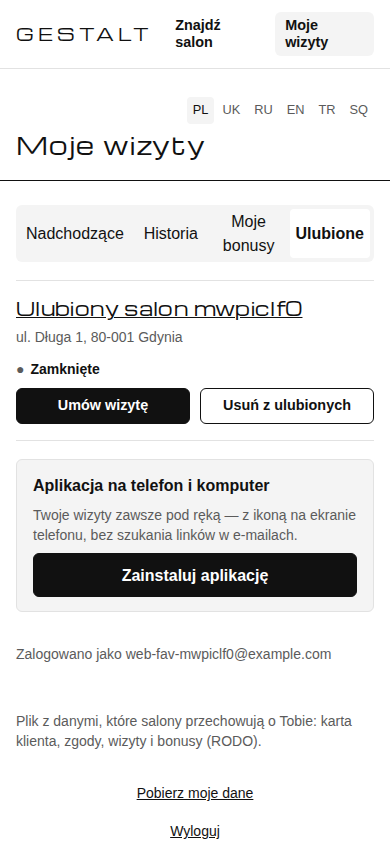 GESTALT
Znajdź
salon
Moje
wizyty
PL UK RU EN TR SQ
Moje wizyty
Nadchodzące
Historia
Moje
bonusy
Ulubione
Ulubiony salon mwpiclf0
ul. Długa 1, 80-001 Gdynia
● Zamknięte
Umów wizytę
Usuń z ulubionych
Aplikacja na telefon i komputer
Twoje wizyty zawsze pod ręką — z ikoną na ekranie
telefonu, bez szukania linków w e-mailach.
Zainstaluj aplikację
Zalogowano jako web-fav-mwpiclf0@example.com
Plik z danymi, które salony przechowują o Tobie: karta
klienta, zgody, wizyty i bonusy (RODO).
Pobierz moje dane
Wyloguj